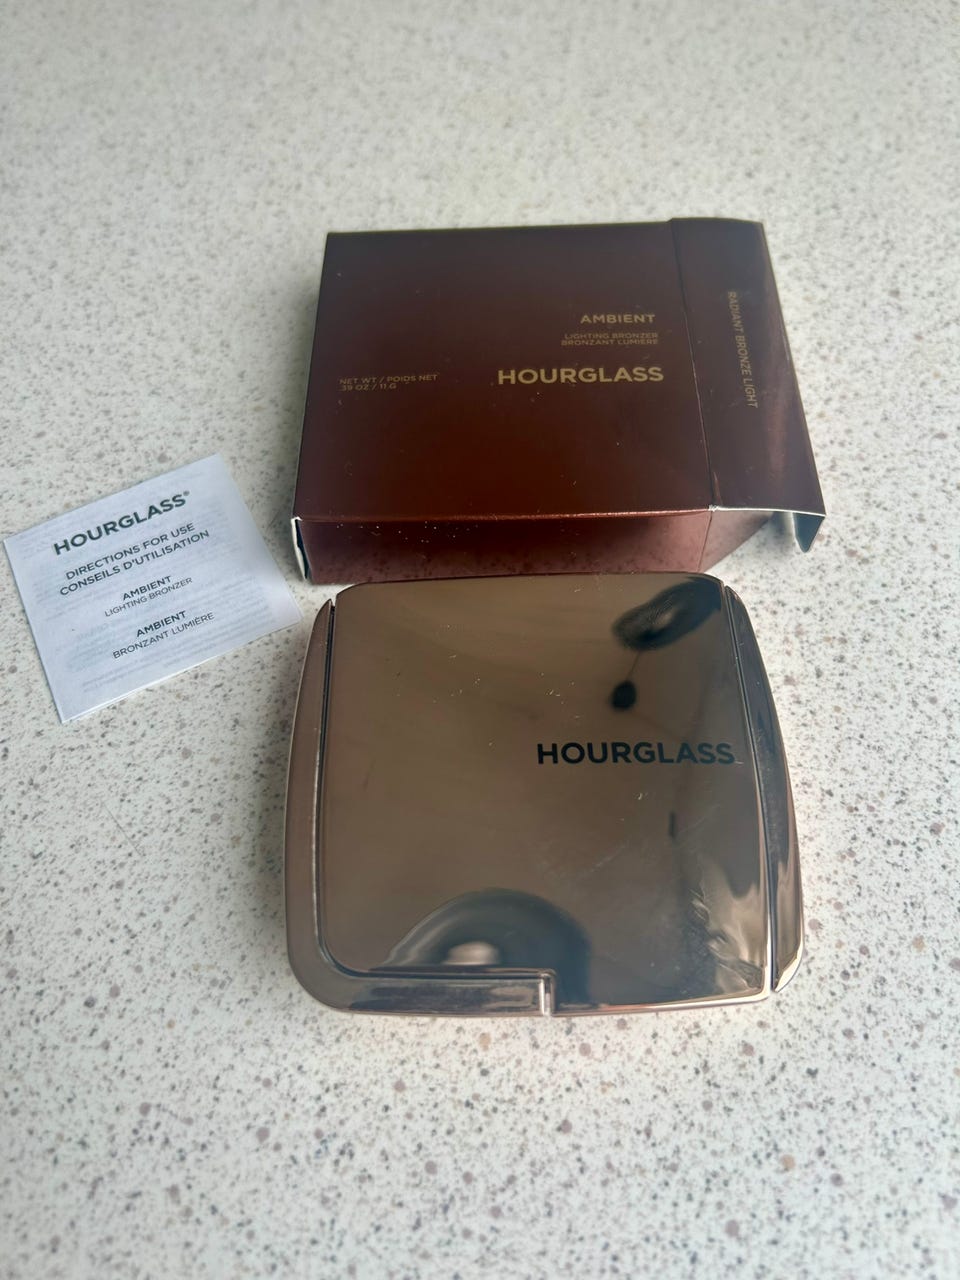 AMBIENT
LIGHTING BRONZER
BRONZANT LUMIÈRE
HOURGLASS
NET WT / POIDS NET
.39 OZ / 11 G
RADIANT BRONZE LIGHT
HOURGLASS®
DIRECTIONS FOR USE
CONSEILS D'UTILISATION
AMBIENT
LIGHTING BRONZER
AMBIENT
BRONZANT LUMIÈRE
HOURGLASS